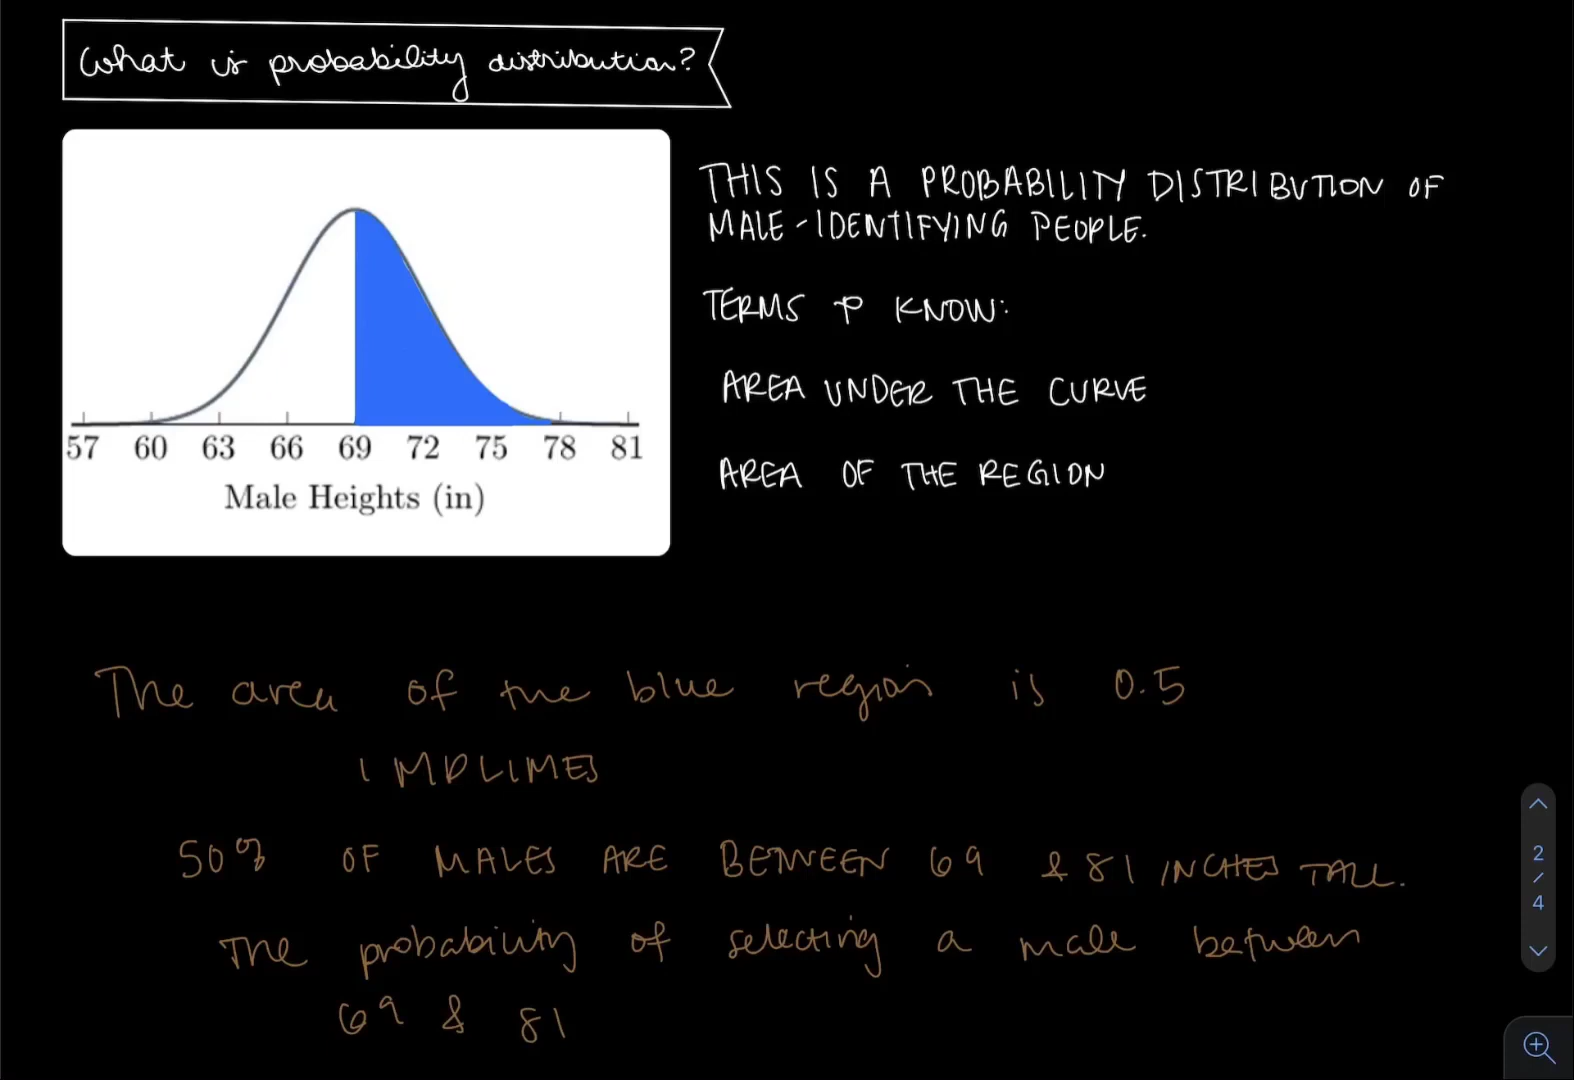 What is probability distribution?
THIS IS A PROBABILITY DISTRIBUTION OF
MALE-IDENTIFYING PEOPLE.
TERMS TO KNOW:
AREA UNDER THE CURVE
AREA OF THE REGION
57 60 63 66 69 72 75 78 81
Male Heights (in)
The area of the blue region is 0.5
IMPLIMES
50% OF MALES ARE BETWEEN 69 & 81 INCHES TALL.
The probability of selecting a male between
69 & 81
2
/
4